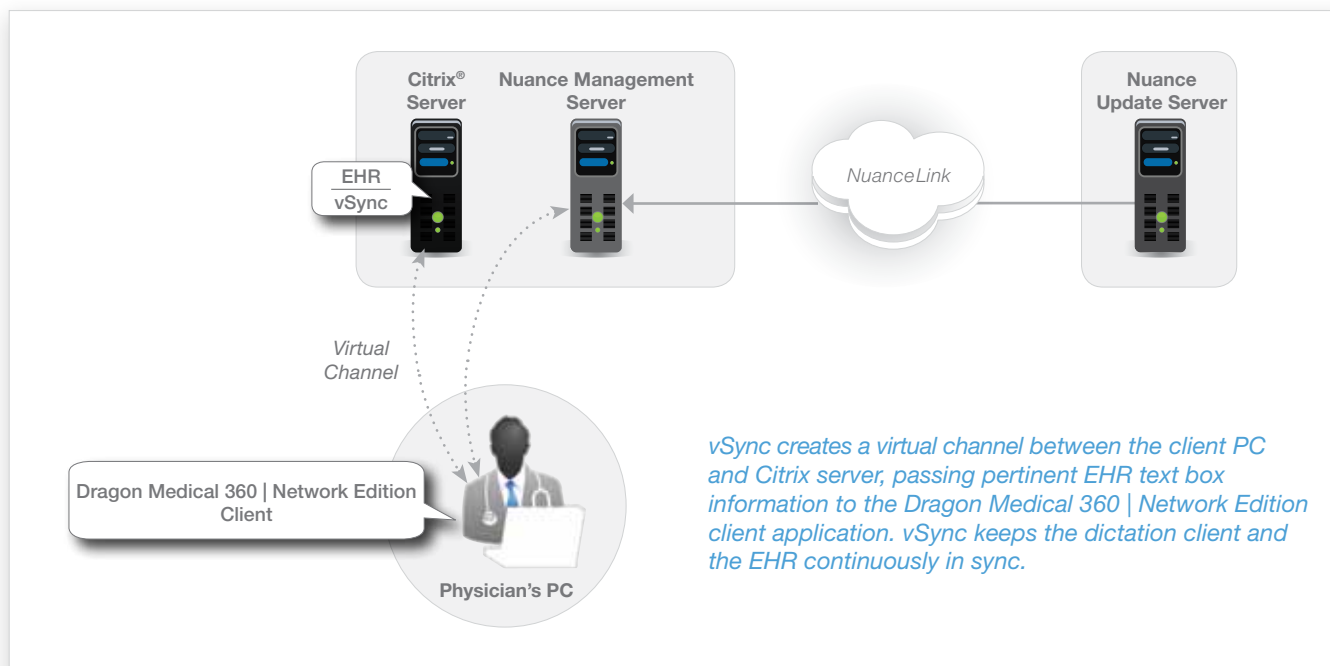 Citrix®
Server
Nuance Management
Server
Nuance
Update Server
EHR
vSync
NuanceLink
Virtual
Channel
Dragon Medical 360 | Network Edition
Client
Physician's PC
vSync creates a virtual channel between the client PC
and Citrix server, passing pertinent EHR text box
information to the Dragon Medical 360 | Network Edition
client application. vSync keeps the dictation client and
the EHR continuously in sync.